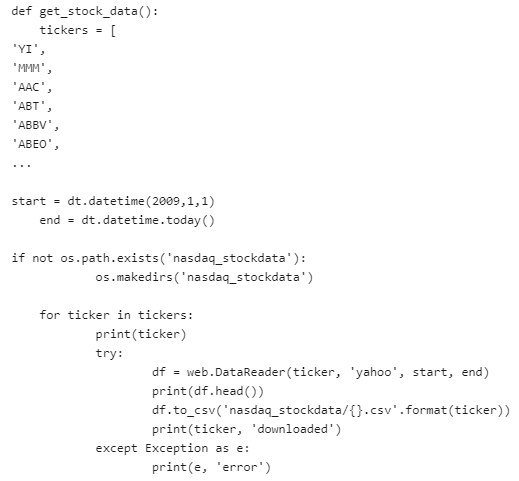 def get_stock_data():
    tickers = [
'YI',
'MMM',
'AAC',
'ABT',
'ABBV',
'ABEO',
...
start = dt.datetime(2009,1,1)
    end = dt.datetime.today()
if not os.path.exists('nasdaq_stockdata'):
            os.makedirs('nasdaq_stockdata')
    for ticker in tickers:
            print(ticker)
            try:
                    df = web.DataReader(ticker, 'yahoo', start, end)
                    print(df.head())
                    df.to_csv('nasdaq_stockdata/{}.csv'.format(ticker))
                    print(ticker, 'downloaded')
            except Exception as e:
                    print(e, 'error')